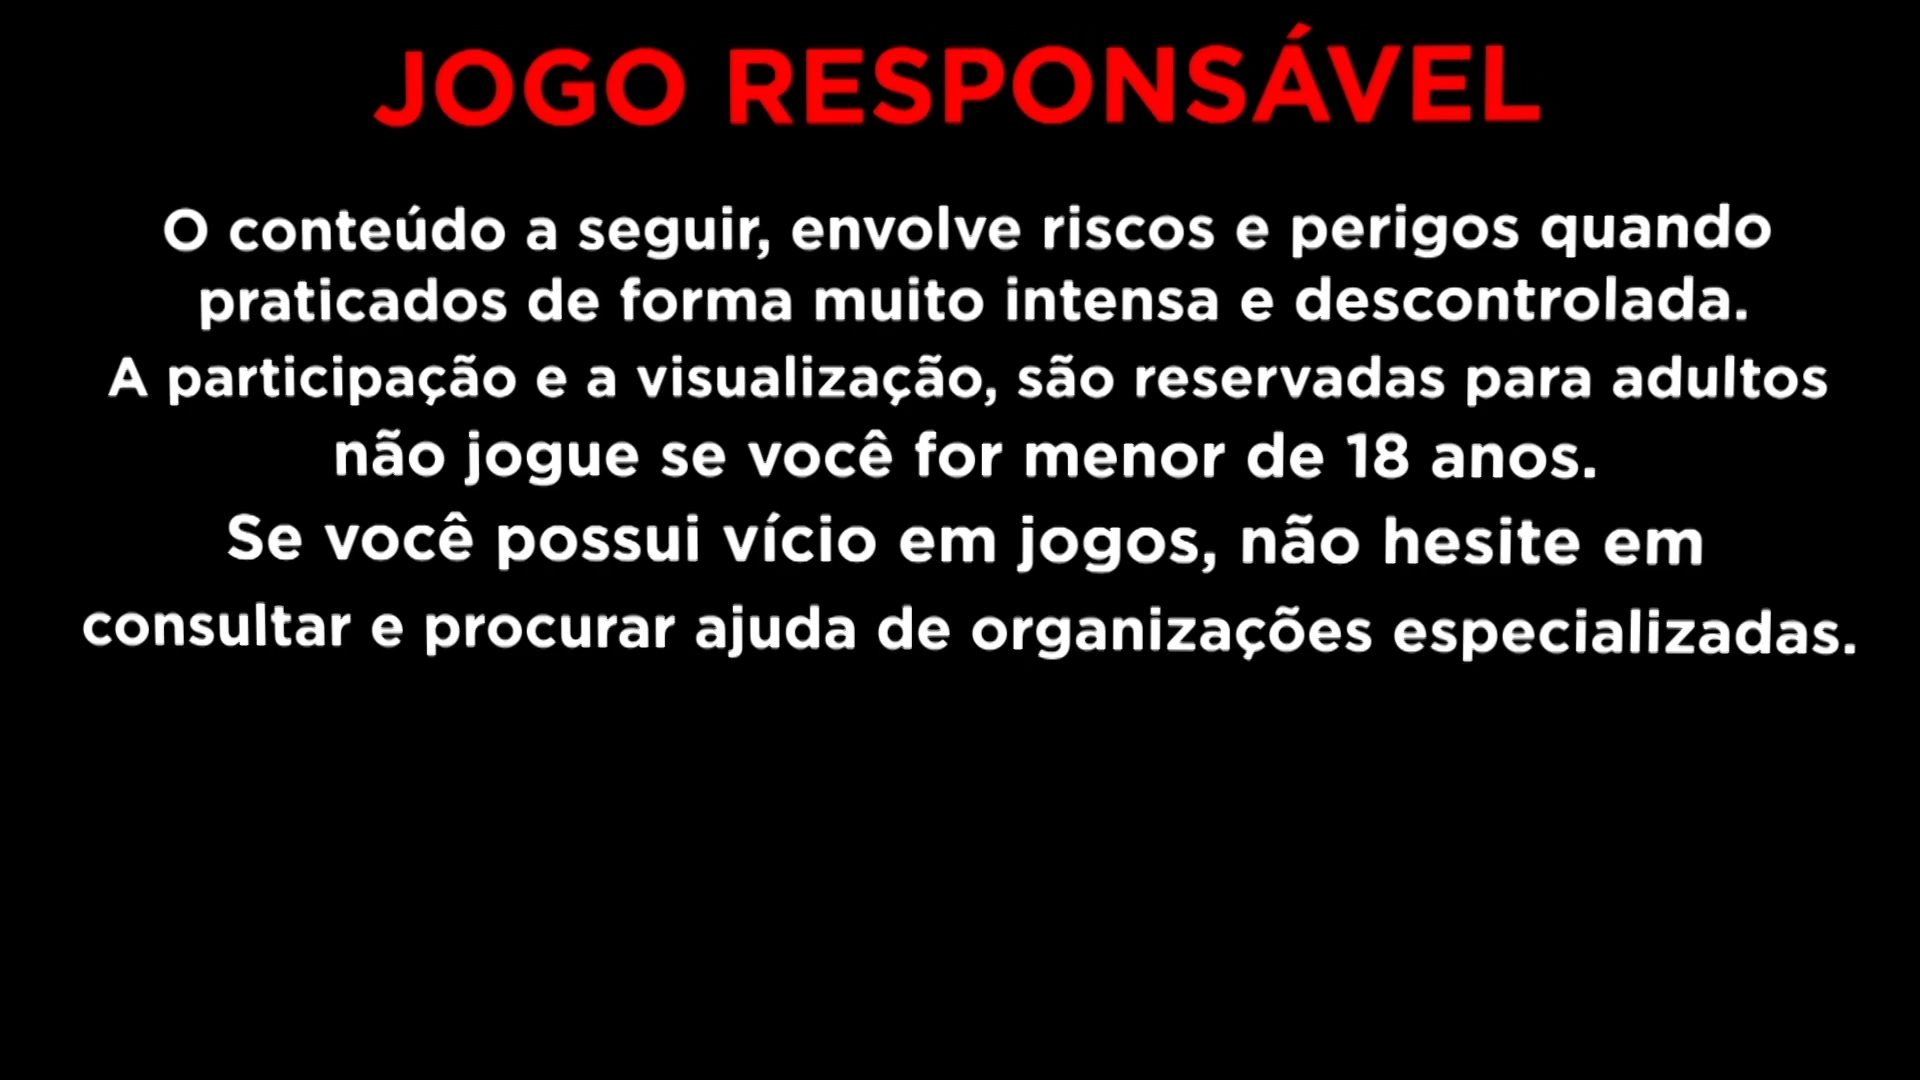 JOGO RESPONSÁVEL
O conteúdo a seguir, envolve riscos e perigos quando
praticados de forma muito intensa e descontrolada.
A participação e a visualização, são reservadas para adultos
não jogue se você for menor de 18 anos.
Se você possui vício em jogos, não hesite em
consultar e procurar ajuda de organizações especializadas.